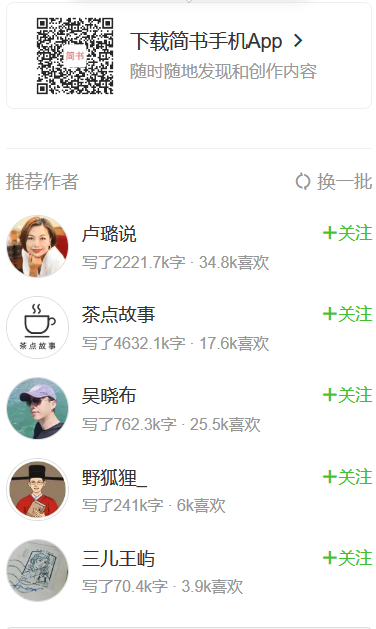 简书
下载简书手机App
随时随地发现和创作内容
推荐作者
换一批
卢璐说
+关注
写了2221.7k字 · 34.8k喜欢
茶点故事
茶点故事
+关注
写了4632.1k字 · 17.6k喜欢
吴晓布
+关注
写了762.3k字 · 25.5k喜欢
野狐狸_
+关注
写了241k字 · 6k喜欢
三儿王屿
+关注
写了70.4k字 · 3.9k喜欢